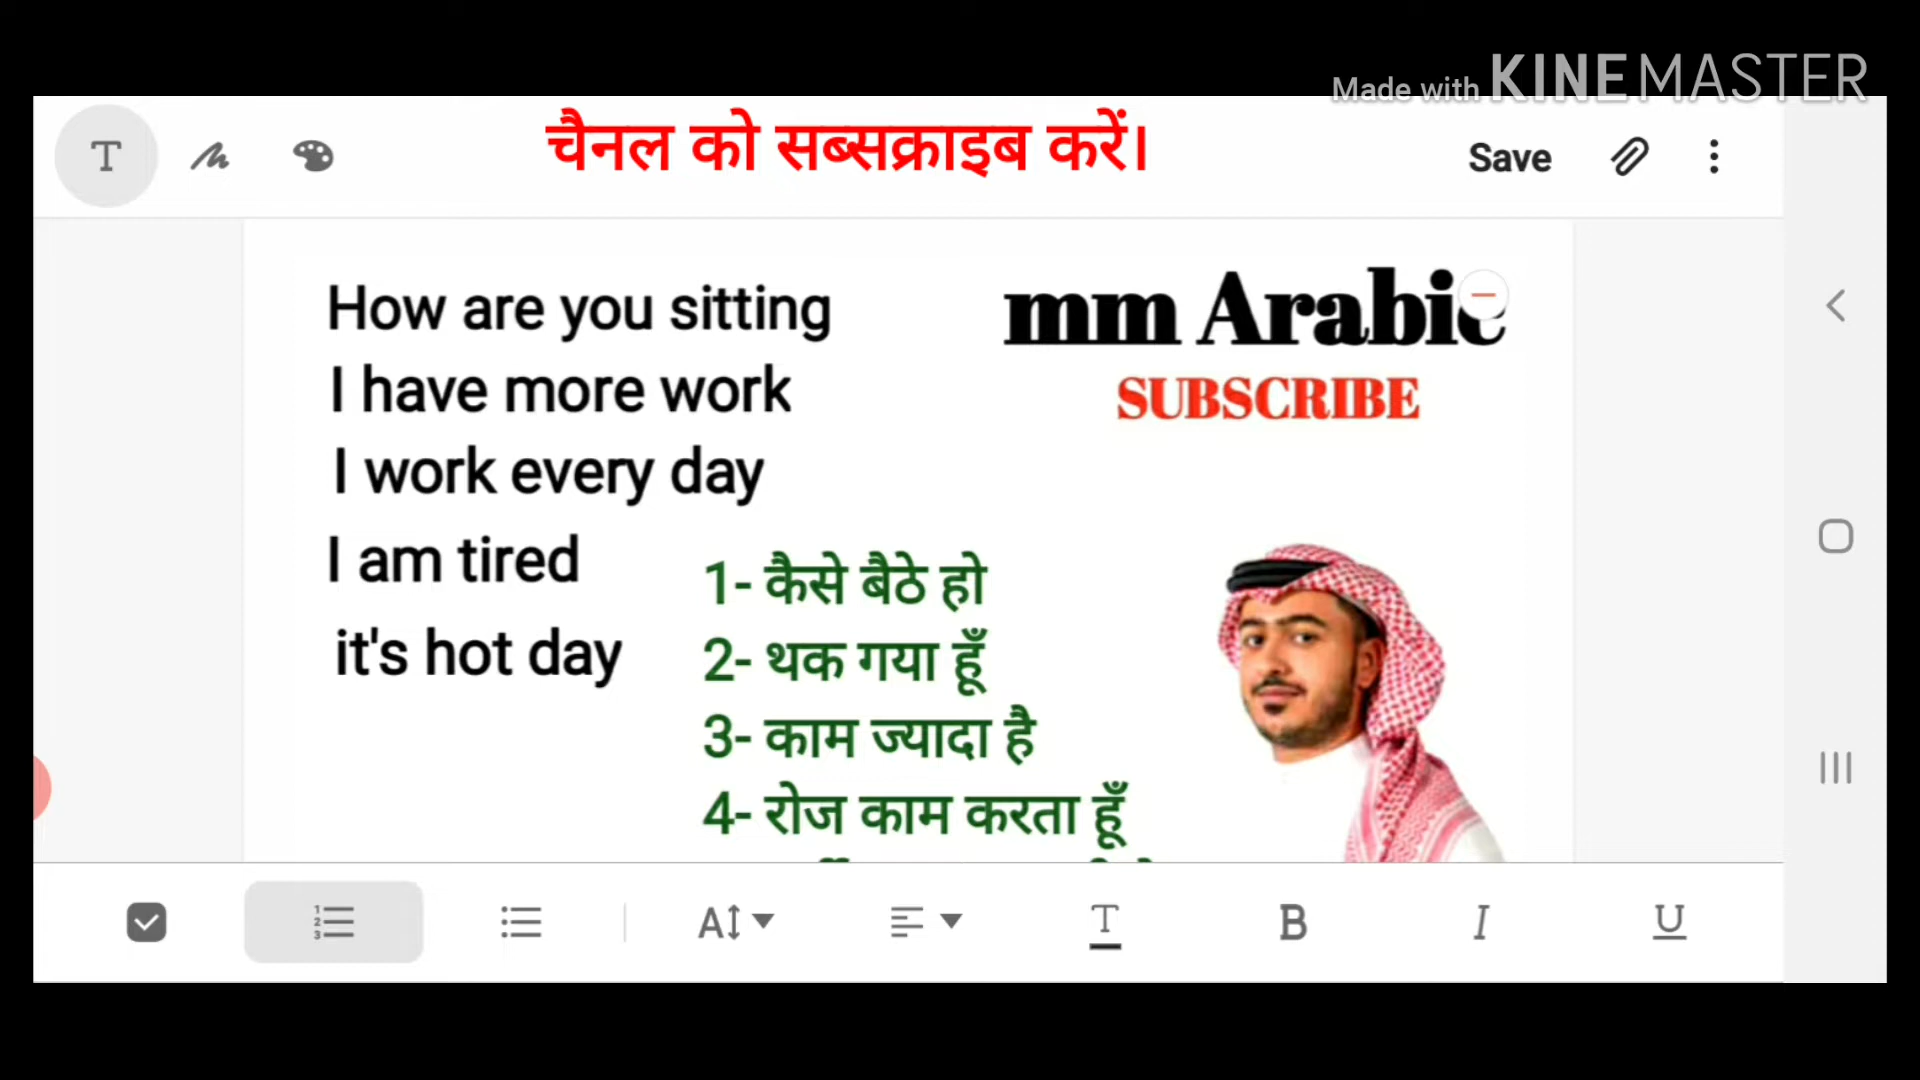 Made with KINEMASTER
चैनल को सब्सक्राइब करें।
Save
How are you sitting
mm Arabic
I have more work
SUBSCRIBE
I work every day
I am tired
1- कैसे बैठे हो
it's hot day
2- थक गया हूँ
3- काम ज्यादा है
4- रोज काम करता हूँ